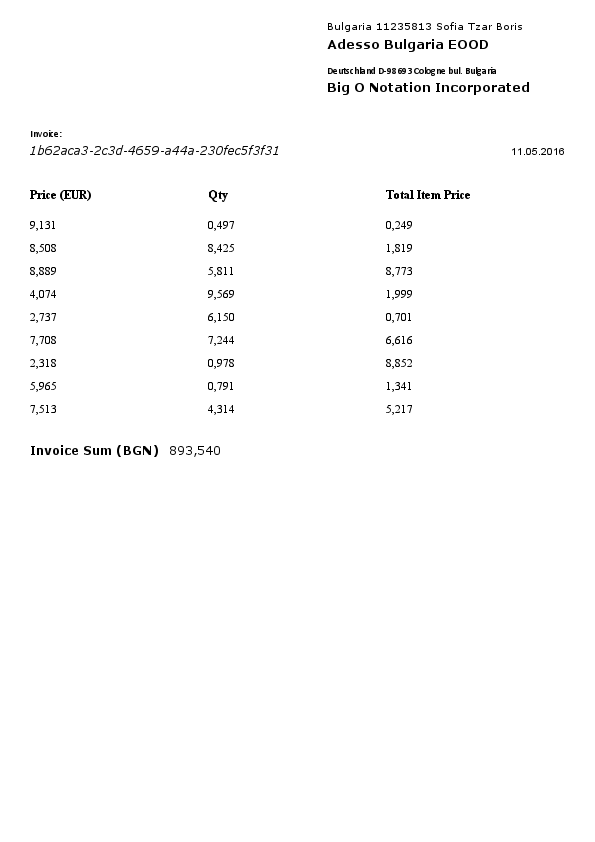 Bulgaria 11235813 Sofia Tzar Boris
Adesso Bulgaria EOOD
Deutschland D-98693 Cologne bul. Bulgaria
Big O Notation Incorporated
Invoice:
1b62aca3-2c3d-4659-a44a-230fec5f3f31 11.05.2016
Price (EUR) Qty Total Item Price
9,131 0,497 0,249
8,508 8,425 1,819
8,889 5,811 8,773
4,074 9,569 1,999
2,737 6,150 0,701
7,708 7,244 6,616
2,318 0,978 8,852
5,965 0,791 1,341
7,513 4,314 5,217
Invoice Sum (BGN) 893,540